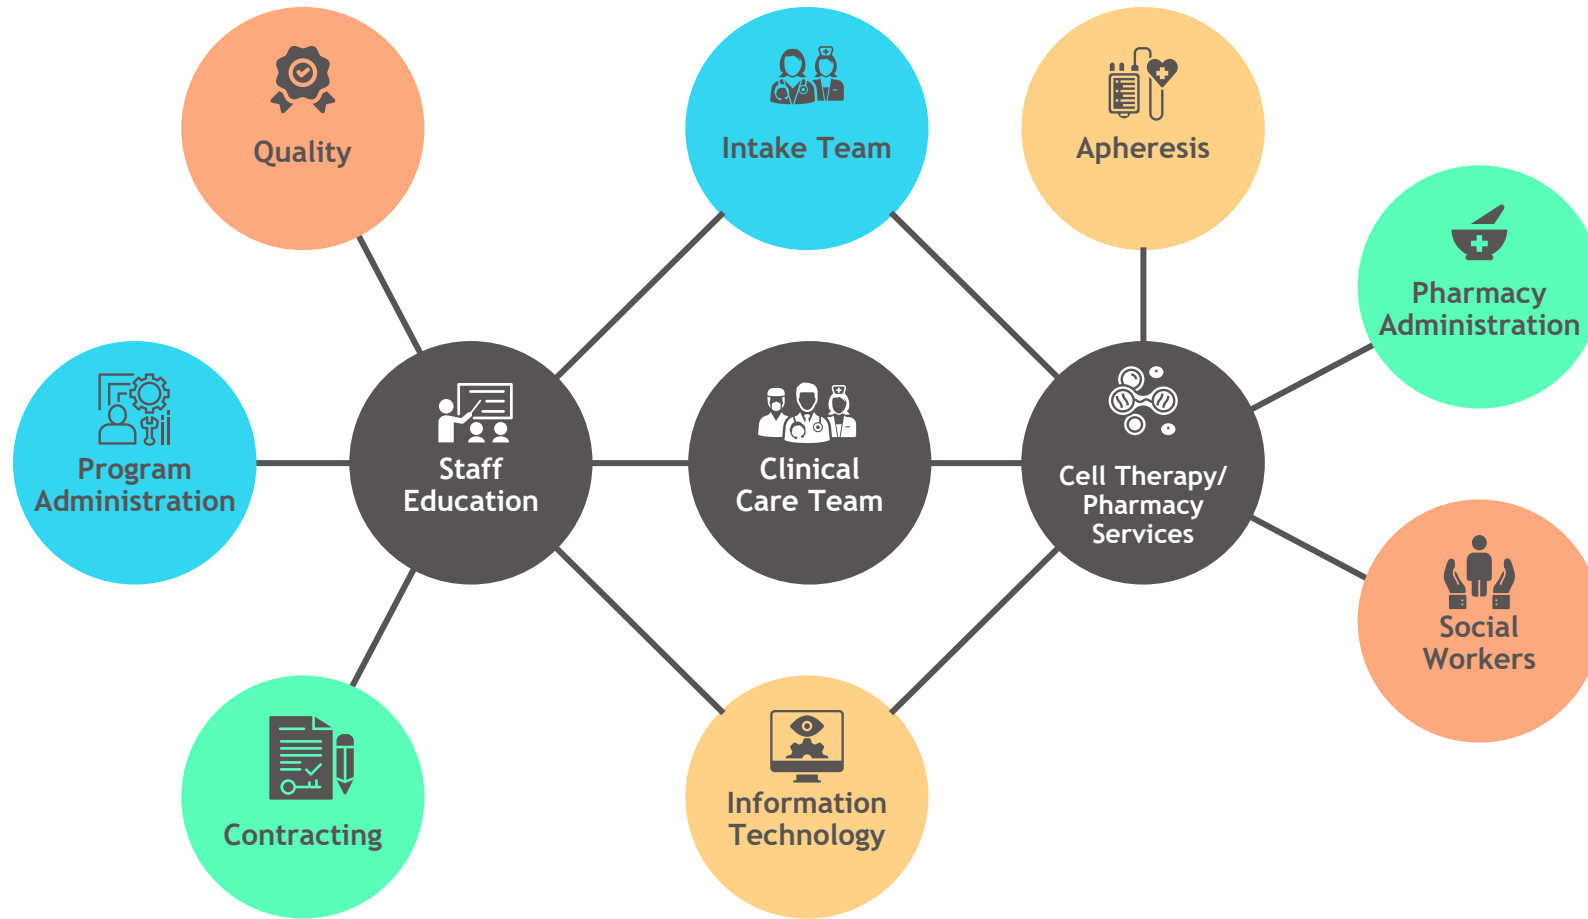 Quality
Intake Team
Apheresis
Pharmacy
Administration
Program
Administration
Staff
Education
Clinical
Care Team
Cell Therapy/
Pharmacy
Services
Social
Workers
Contracting
Information
Technology